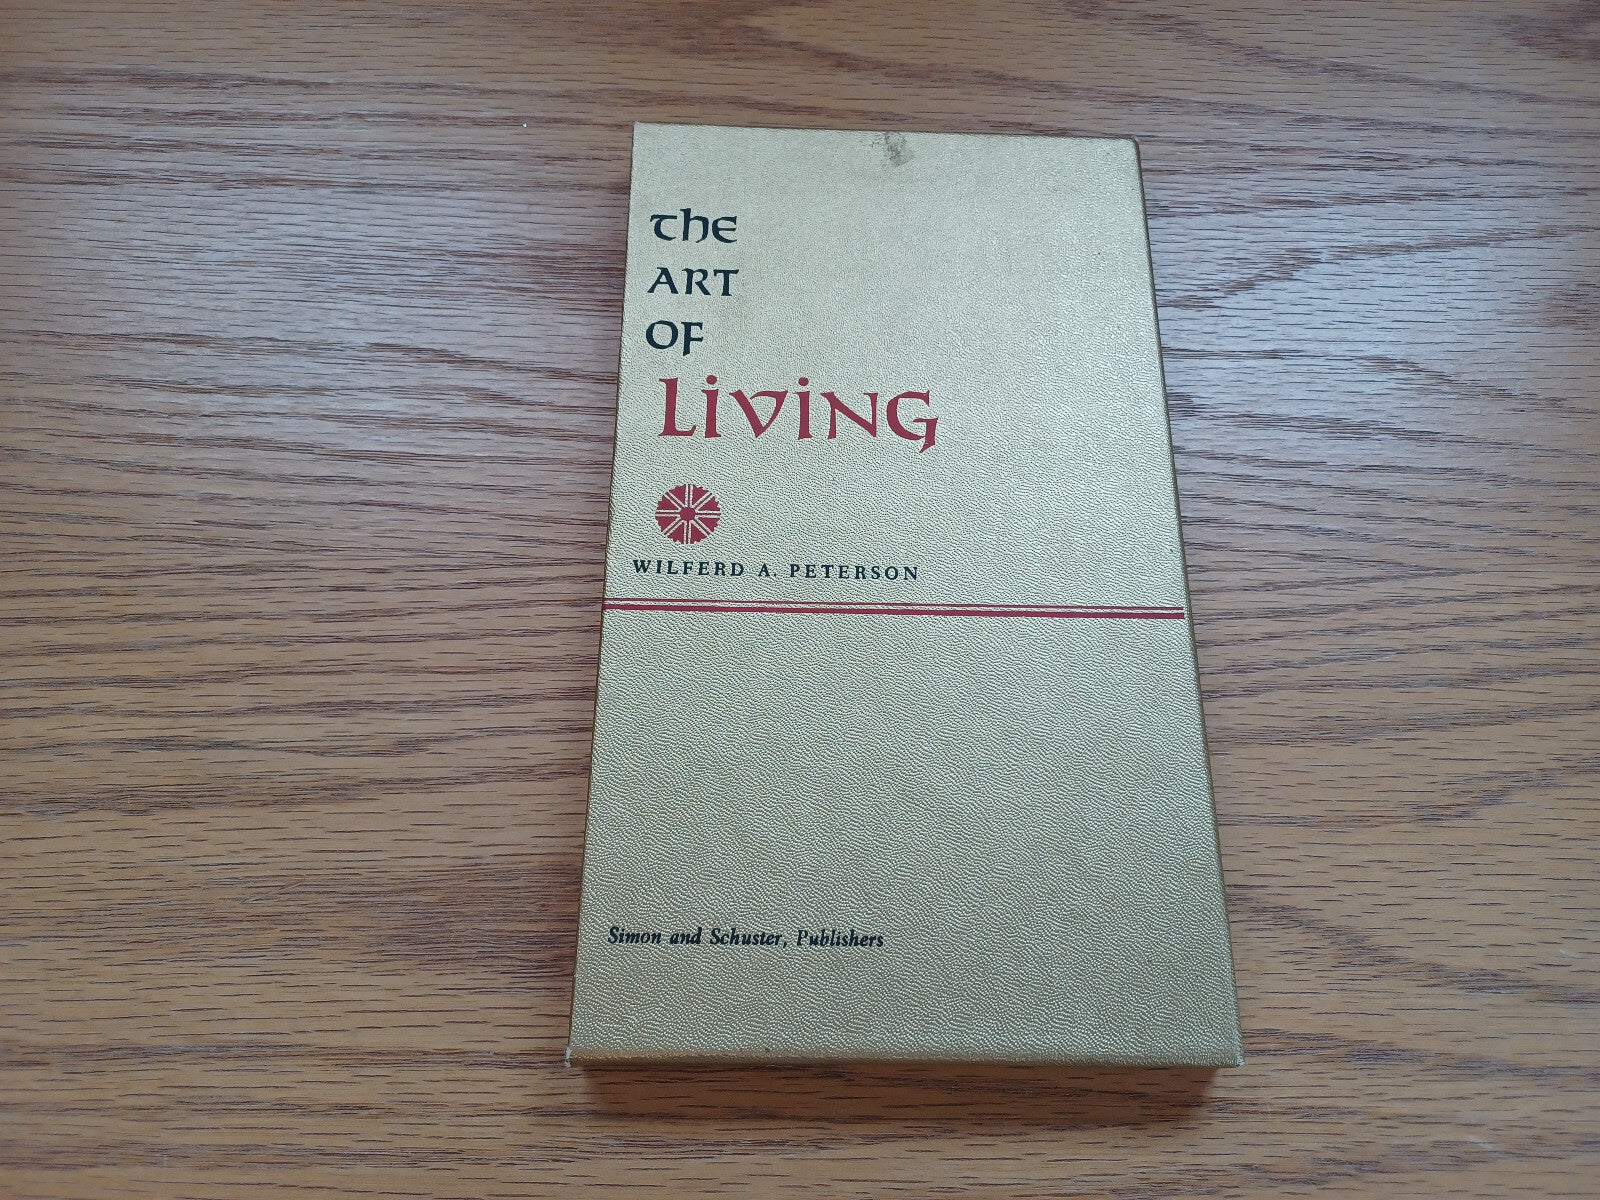 The
ART
OF
LiViNG
WILFERD A. PETERSON
Simon and Schuster, Publishers